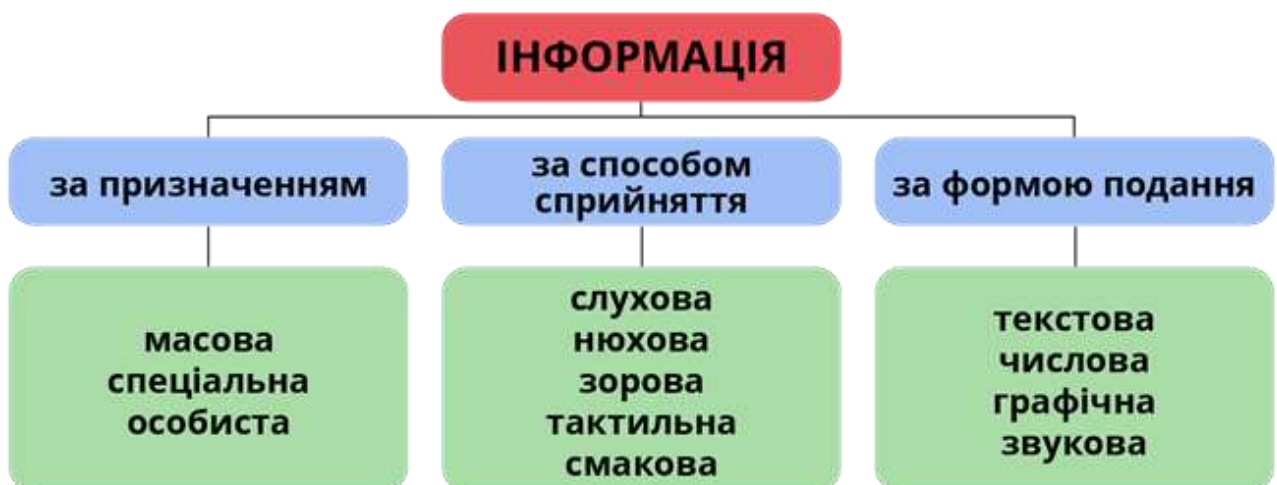 ІНФОРМАЦІЯ
за призначенням
за способом
сприйняття
за формою подання
масова
спеціальна
особиста
слухова
нюхова
зорова
тактильна
смакова
текстова
числова
графічна
звукова